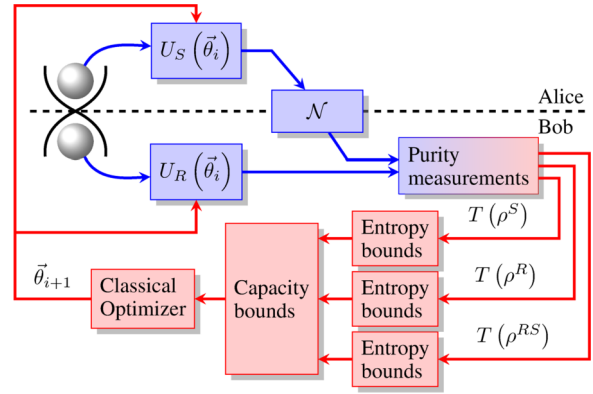 U_S (θ⃗_i)
Alice
𝒩
Bob
U_R (θ⃗_i)
Purity
measurements
T (ρ^S)
Entropy
bounds
T (ρ^R)
θ⃗_{i+1}
Classical
Optimizer
Capacity
bounds
Entropy
bounds
T (ρ^{RS})
Entropy
bounds